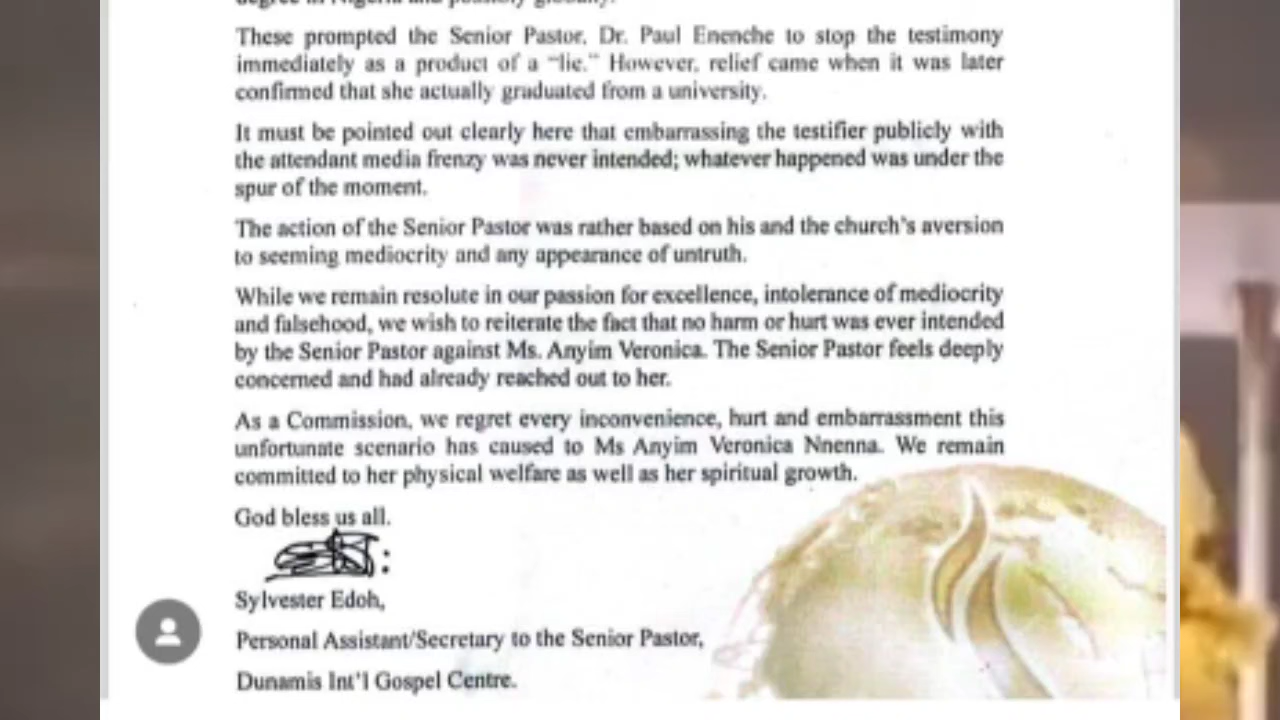 degree in Nigeria and possibly globally.
These prompted the Senior Pastor, Dr. Paul Enenche to stop the testimony
immediately as a product of a "lie." However, relief came when it was later
confirmed that she actually graduated from a university.
It must be pointed out clearly here that embarrassing the testifier publicly with
the attendant media frenzy was never intended; whatever happened was under the
spur of the moment.
The action of the Senior Pastor was rather based on his and the church's aversion
to seeming mediocrity and any appearance of untruth.
While we remain resolute in our passion for excellence, intolerance of mediocrity
and falsehood, we wish to reiterate the fact that no harm or hurt was ever intended
by the Senior Pastor against Ms. Anyim Veronica. The Senior Pastor feels deeply
concerned and had already reached out to her.
As a Commission, we regret every inconvenience, hurt and embarrassment this
unfortunate scenario has caused to Ms Anyim Veronica Nnenna. We remain
committed to her physical welfare as well as her spiritual growth.
God bless us all.
Sylvester Edoh,
Personal Assistant/Secretary to the Senior Pastor,
Dunamis Int'l Gospel Centre.